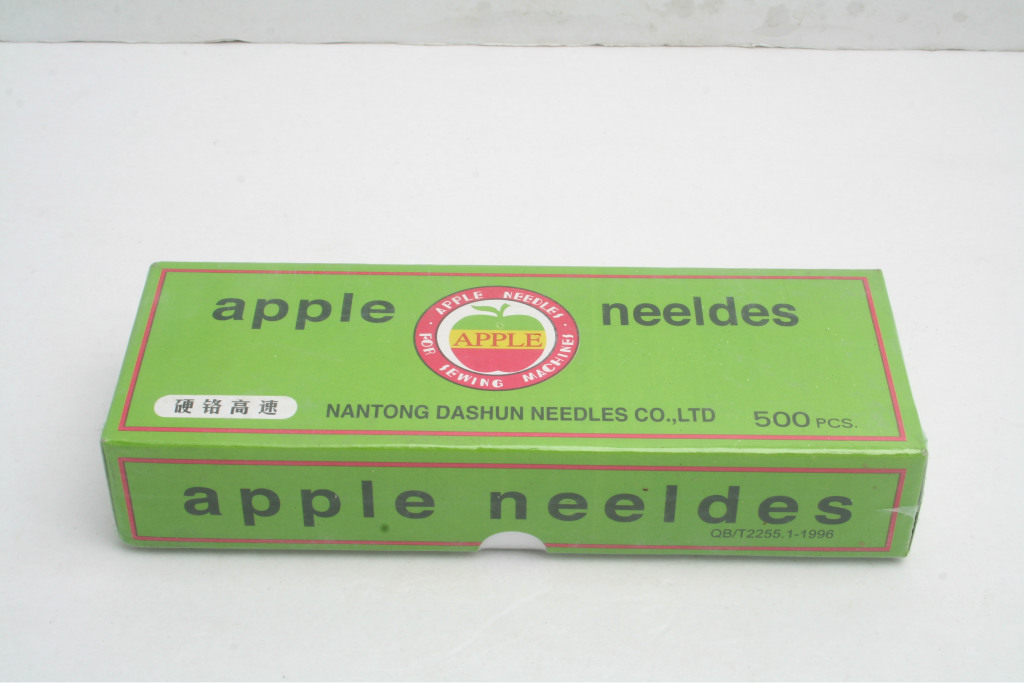 apple neeldes
APPLE NEEDLES
FOR SEWING MACHINES
APPLE
硬铬高速
NANTONG DASHUN NEEDLES CO.,LTD
500 PCS.
apple neeldes
QB/T2255.1-1996